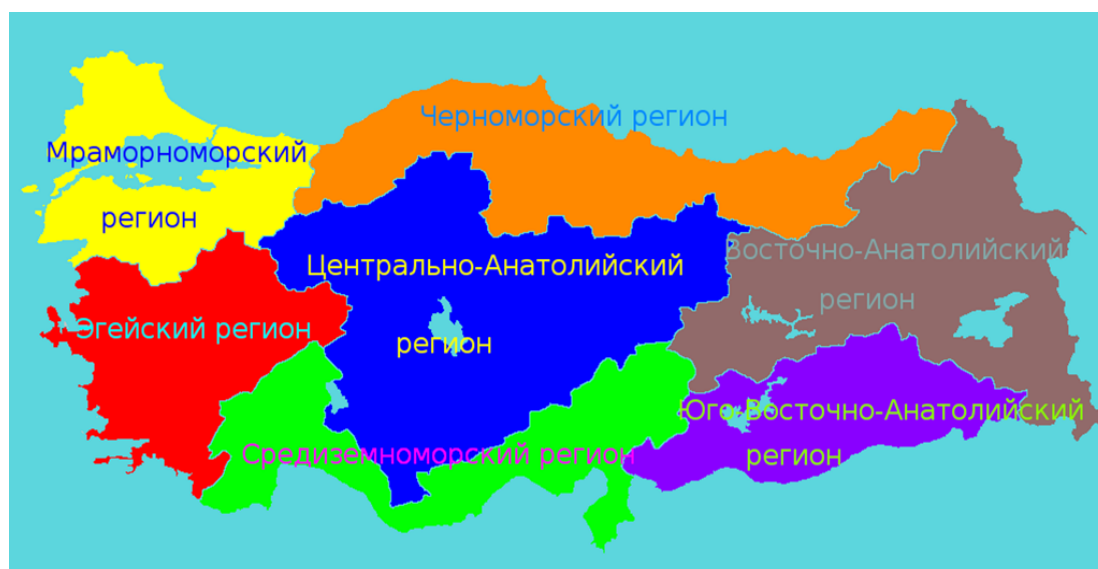 Черноморский регион
Мраморноморский
регион
Центрально-Анатолийский
регион
Восточно-Анатолийский
регион
Эгейский регион
Юго-Восточно-Анатолийский
регион
Средиземноморский регион